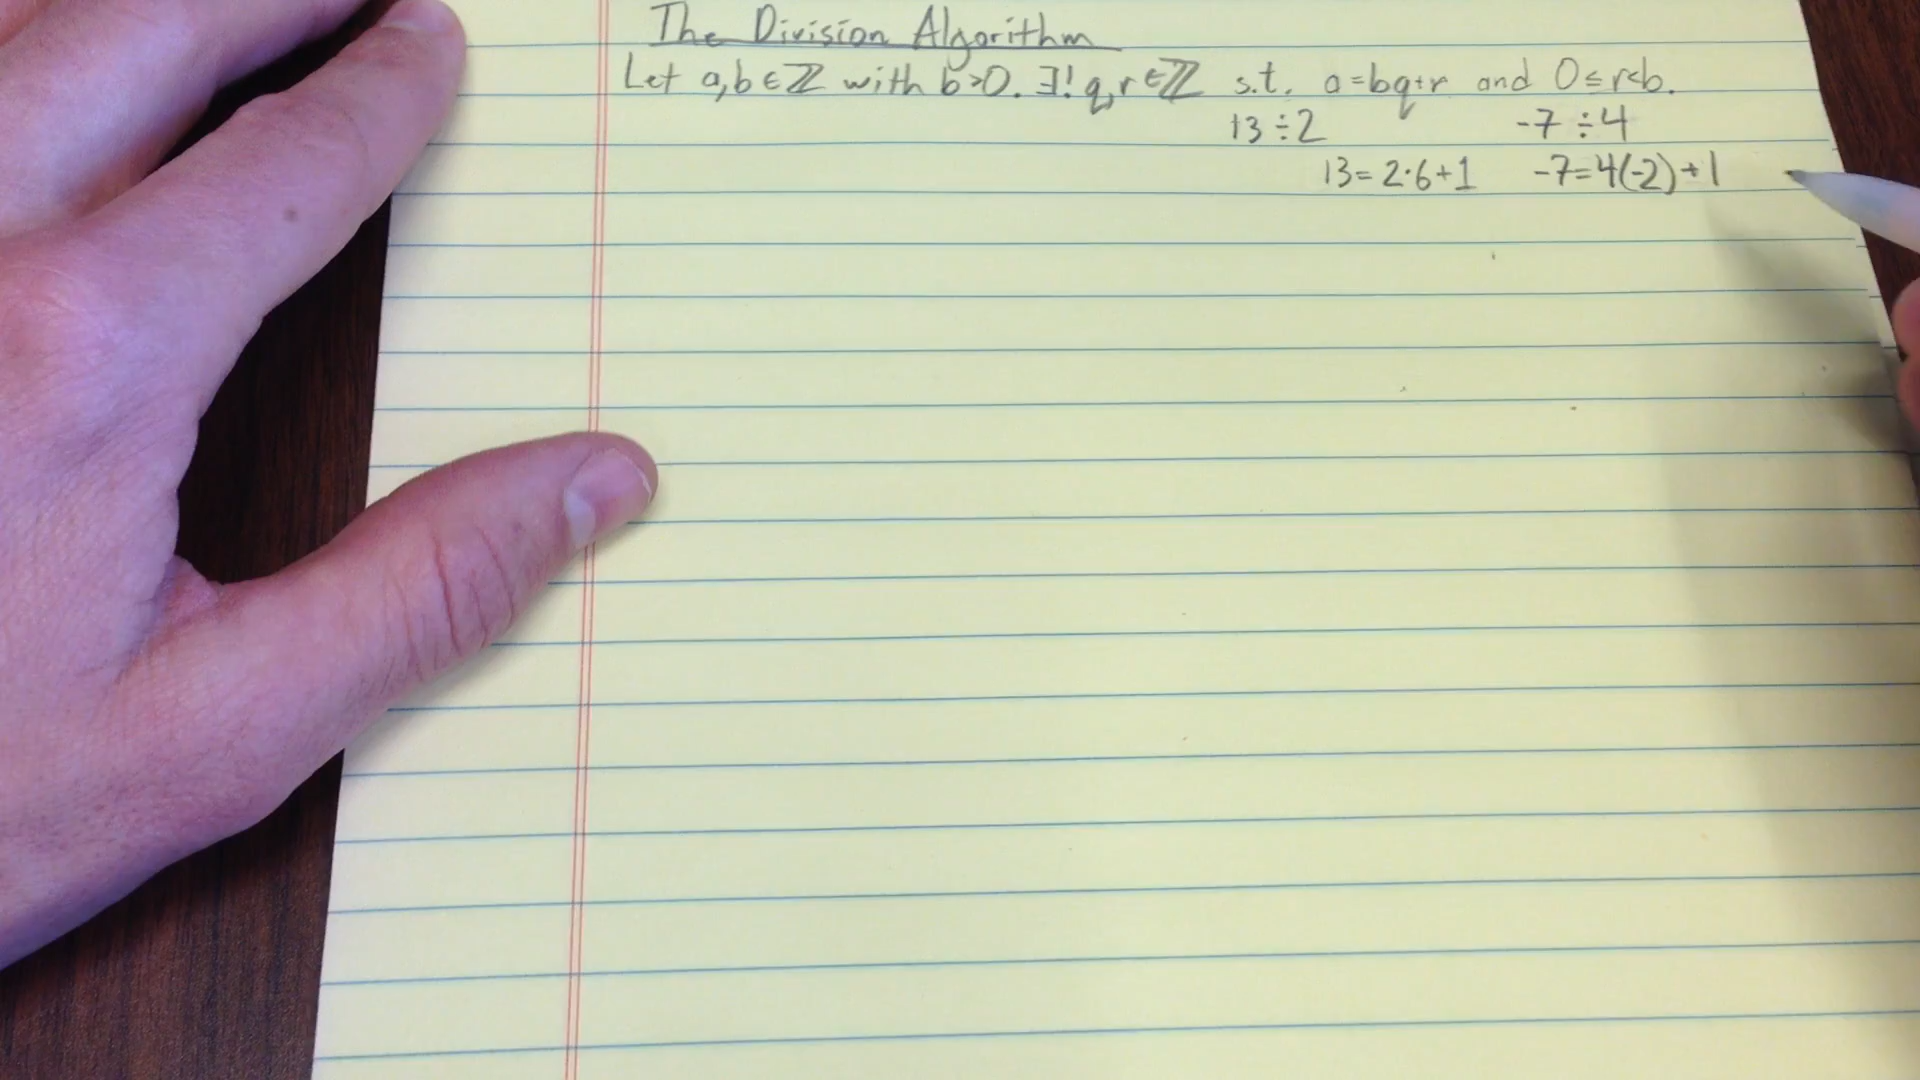 The Division Algorithm
Let a,b ∈ ℤ with b>0. ∃! q,r ∈ ℤ s.t. a=bq+r and 0≤r<b.
13 ÷ 2 -7 ÷ 4
13 = 2·6+1 -7=4(-2)+1